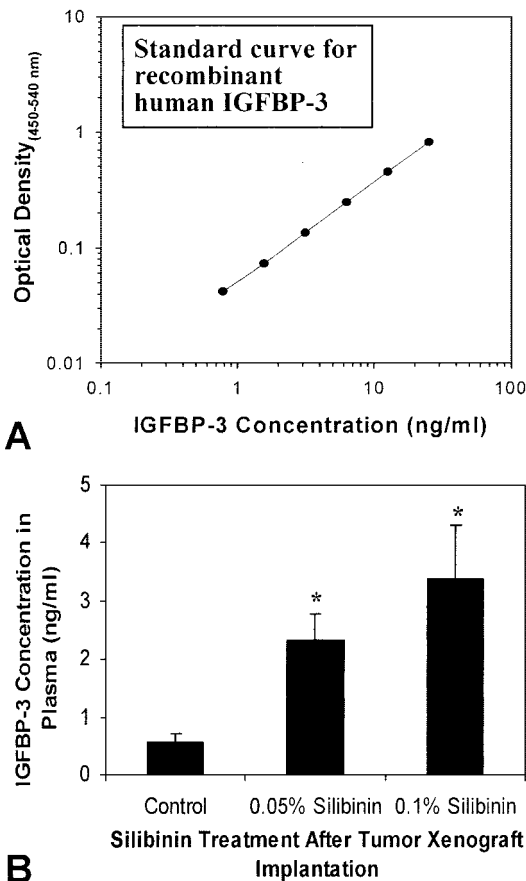 10
1
0.1
0.01
Optical Density(450-540 nm)
Standard curve for
recombinant
human IGFBP-3
0.1
1
10
100
IGFBP-3 Concentration (ng/ml)
A
5
4
3
2
1
0
IGFBP-3 Concentration in
Plasma (ng/ml)
*
*
Control
0.05% Silibinin
0.1% Silibinin
Silibinin Treatment After Tumor Xenograft
Implantation
B